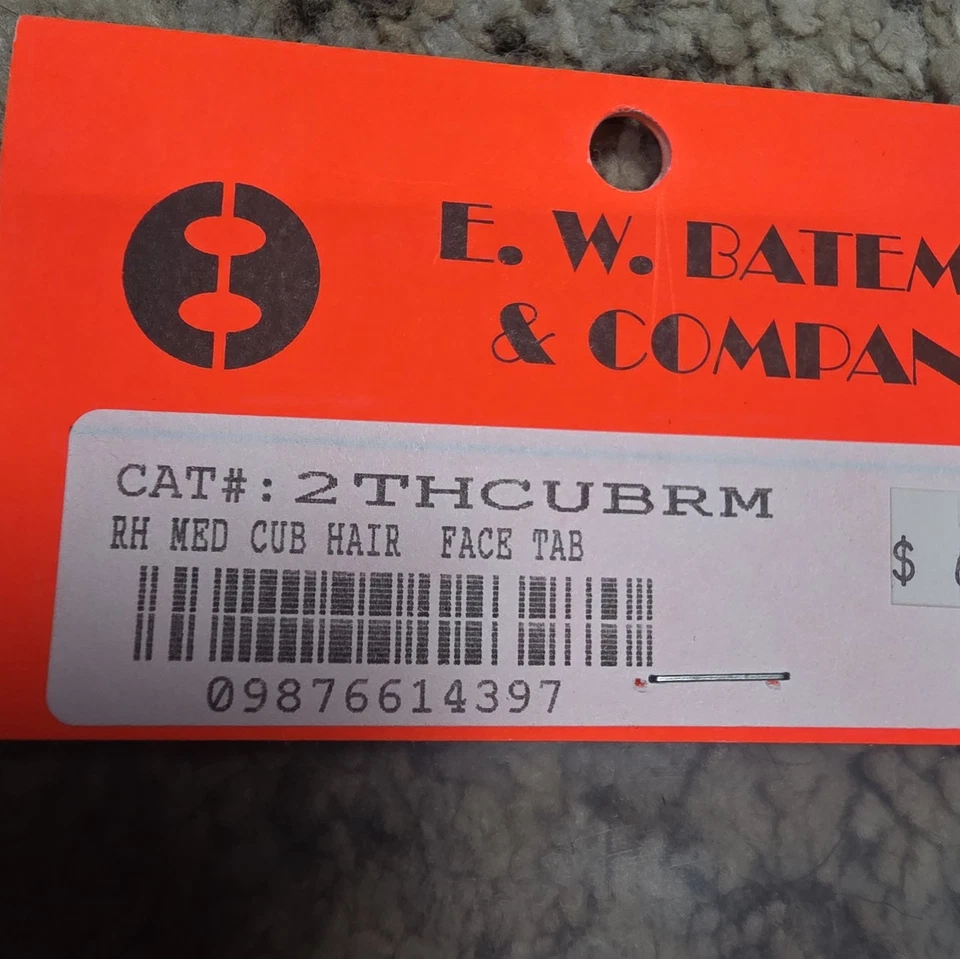 E. W. BATEM
& COMPAN
CAT#: 2THCUBRM
RH MED CUB HAIR FACE TAB
$
09876614397